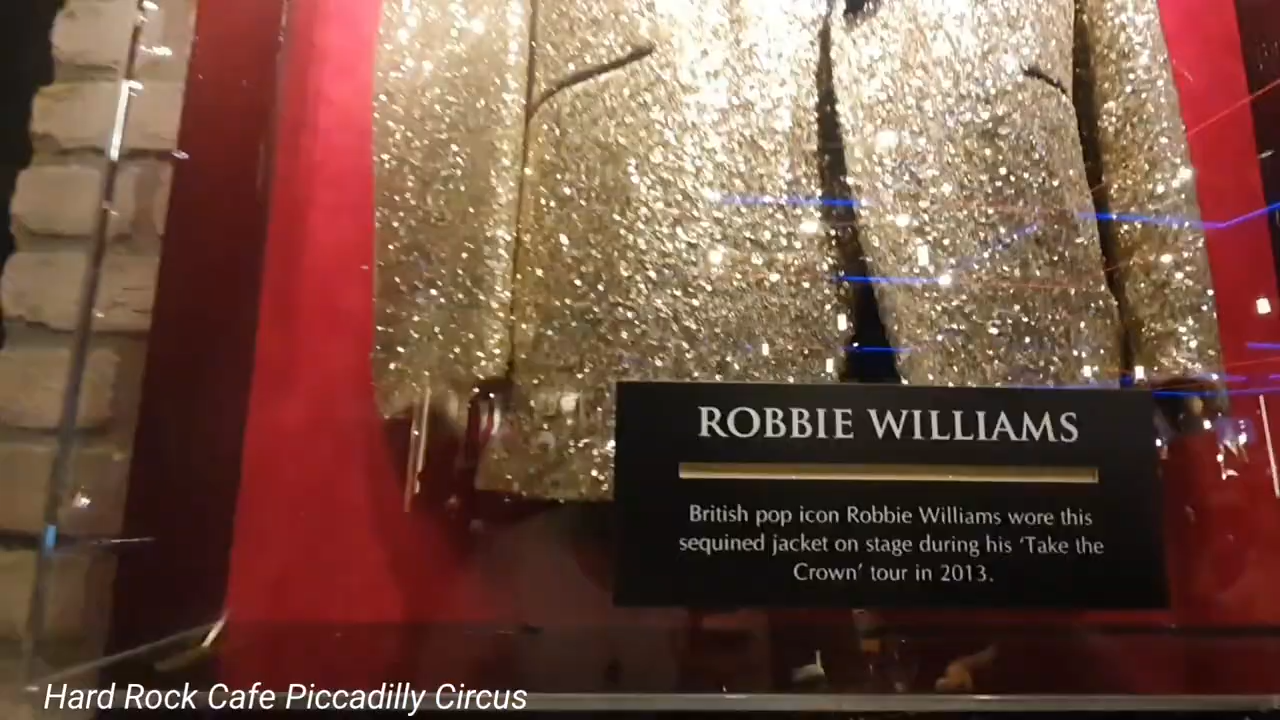 ROBBIE WILLIAMS
British pop icon Robbie Williams wore this
sequined jacket on stage during his ‘Take the
Crown’ tour in 2013.
Hard Rock Cafe Piccadilly Circus